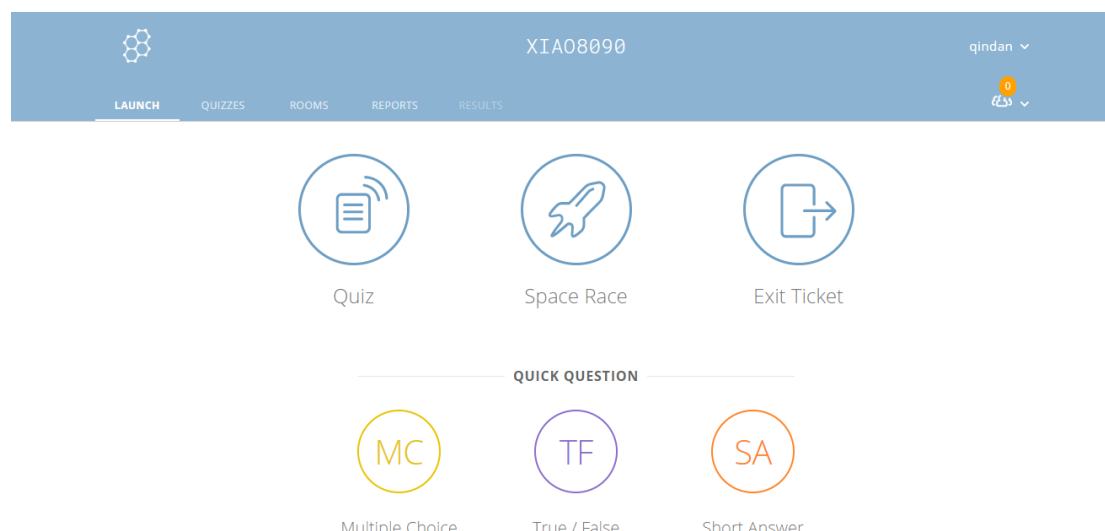 XIAO8090
qindan
0
LAUNCH QUIZZES ROOMS REPORTS RESULTS
Quiz Space Race Exit Ticket
QUICK QUESTION
MC TF SA
Multiple Choice True / False Short Answer